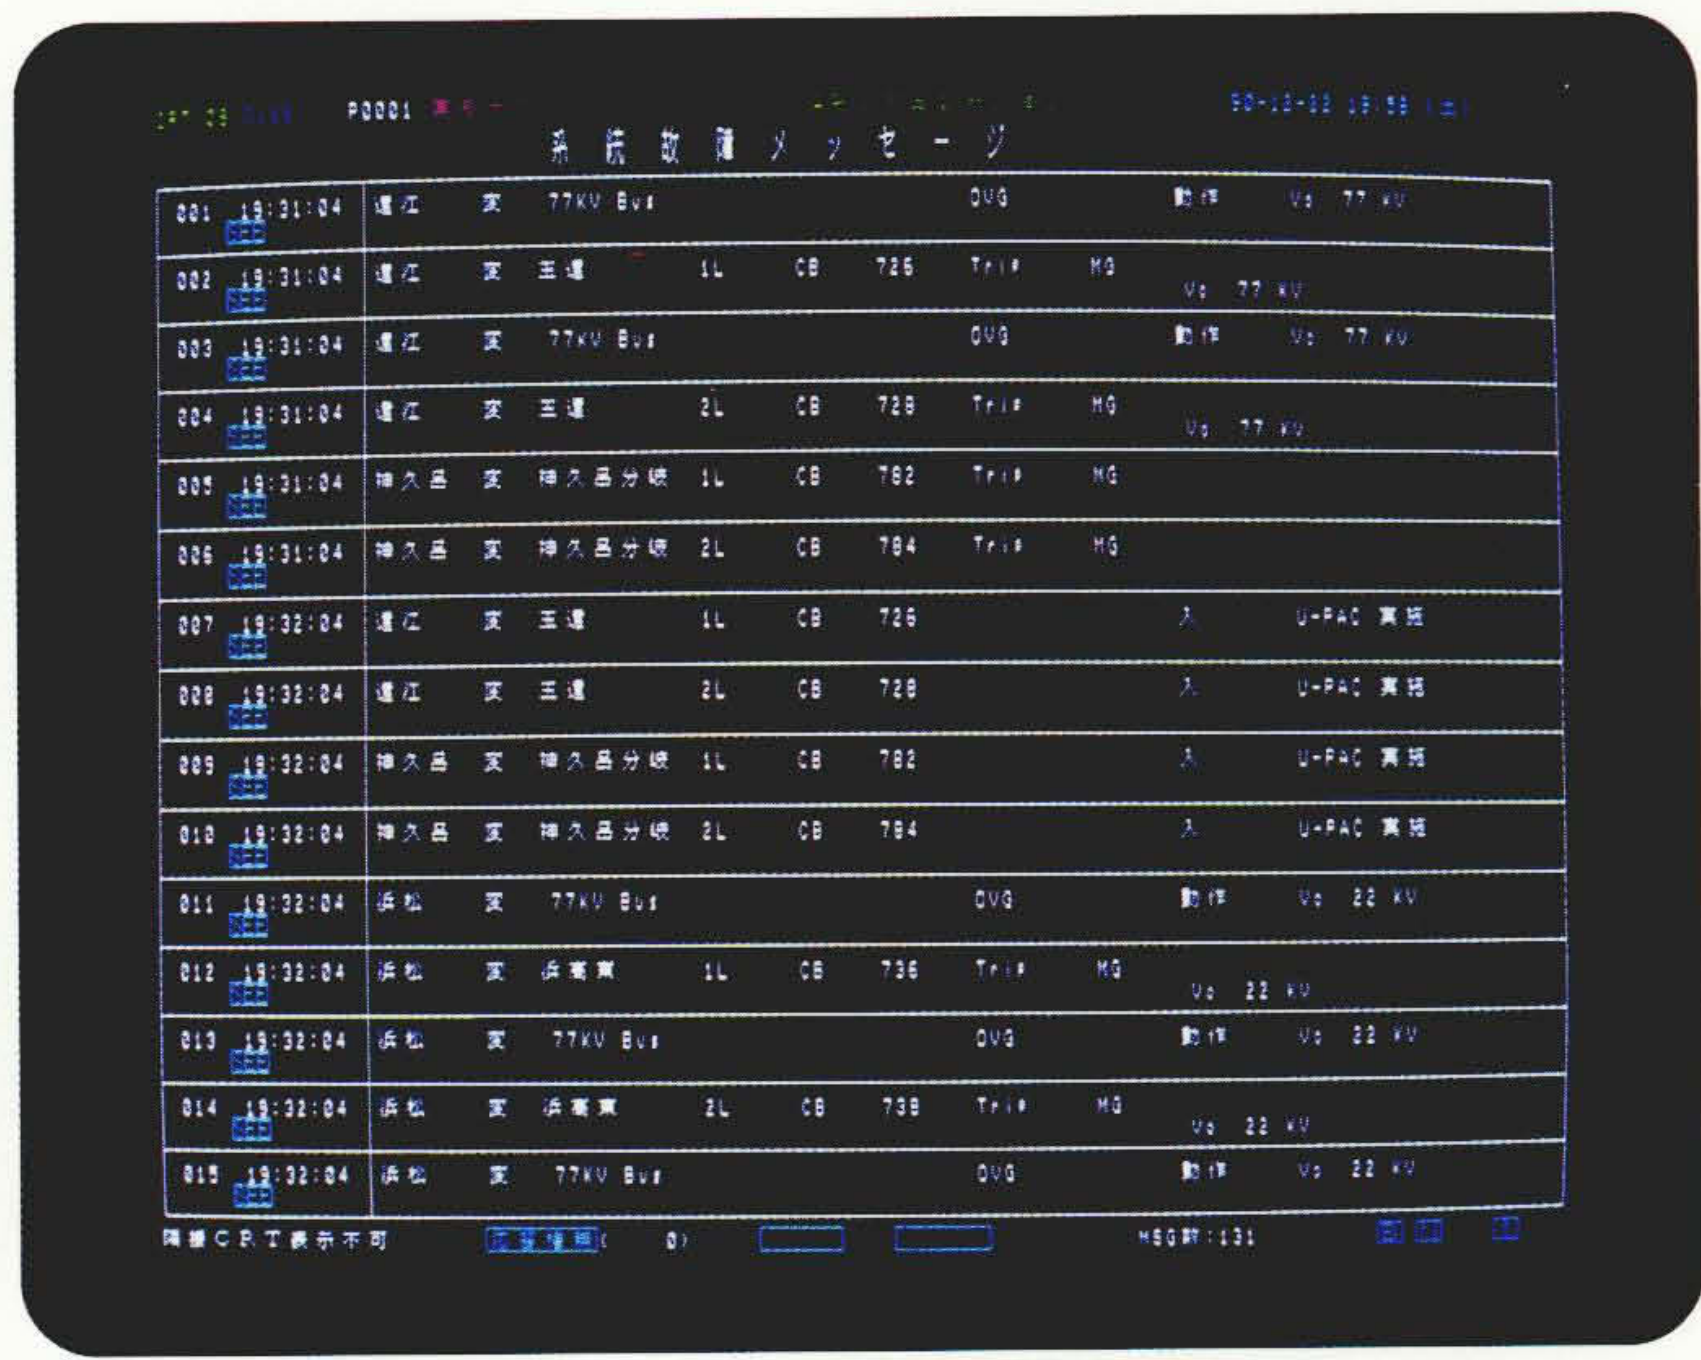 P0001
系統故障メッセージ
001 19:31:04 遠江 変 77KV Bus OVG 動作 Vo 77 KV
002 19:31:04 遠江 変 玉遠 1L CB 726 Trip MG
Vo 77 KV
003 19:31:04 遠江 変 77KV Bus OVG 動作 Vo 77 KV
004 19:31:04 遠江 変 玉遠 2L CB 728 Trip MG
Vo 77 KV
005 19:31:04 神久呂 変 神久呂分岐 1L CB 782 Trip MG
006 19:31:04 神久呂 変 神久呂分岐 2L CB 784 Trip MG
007 19:32:04 遠江 変 玉遠 1L CB 726 入 U-PAC 実施
008 19:32:04 遠江 変 玉遠 2L CB 728 入 U-PAC 実施
009 19:32:04 神久呂 変 神久呂分岐 1L CB 782 入 U-PAC 実施
010 19:32:04 神久呂 変 神久呂分岐 2L CB 784 入 U-PAC 実施
011 19:32:04 浜松 変 77KV Bus OVG 動作 Vo 22 KV
012 19:32:04 浜松 変 浜高東 1L CB 736 Trip MG
Vo 22 KV
013 19:32:04 浜松 変 77KV Bus OVG 動作 Vo 22 KV
014 19:32:04 浜松 変 浜高東 2L CB 738 Trip MG
Vo 22 KV
015 19:32:04 浜松 変 77KV Bus OVG 動作 Vo 22 KV
隣接CRT表示不可 ( 0) MSG数:131